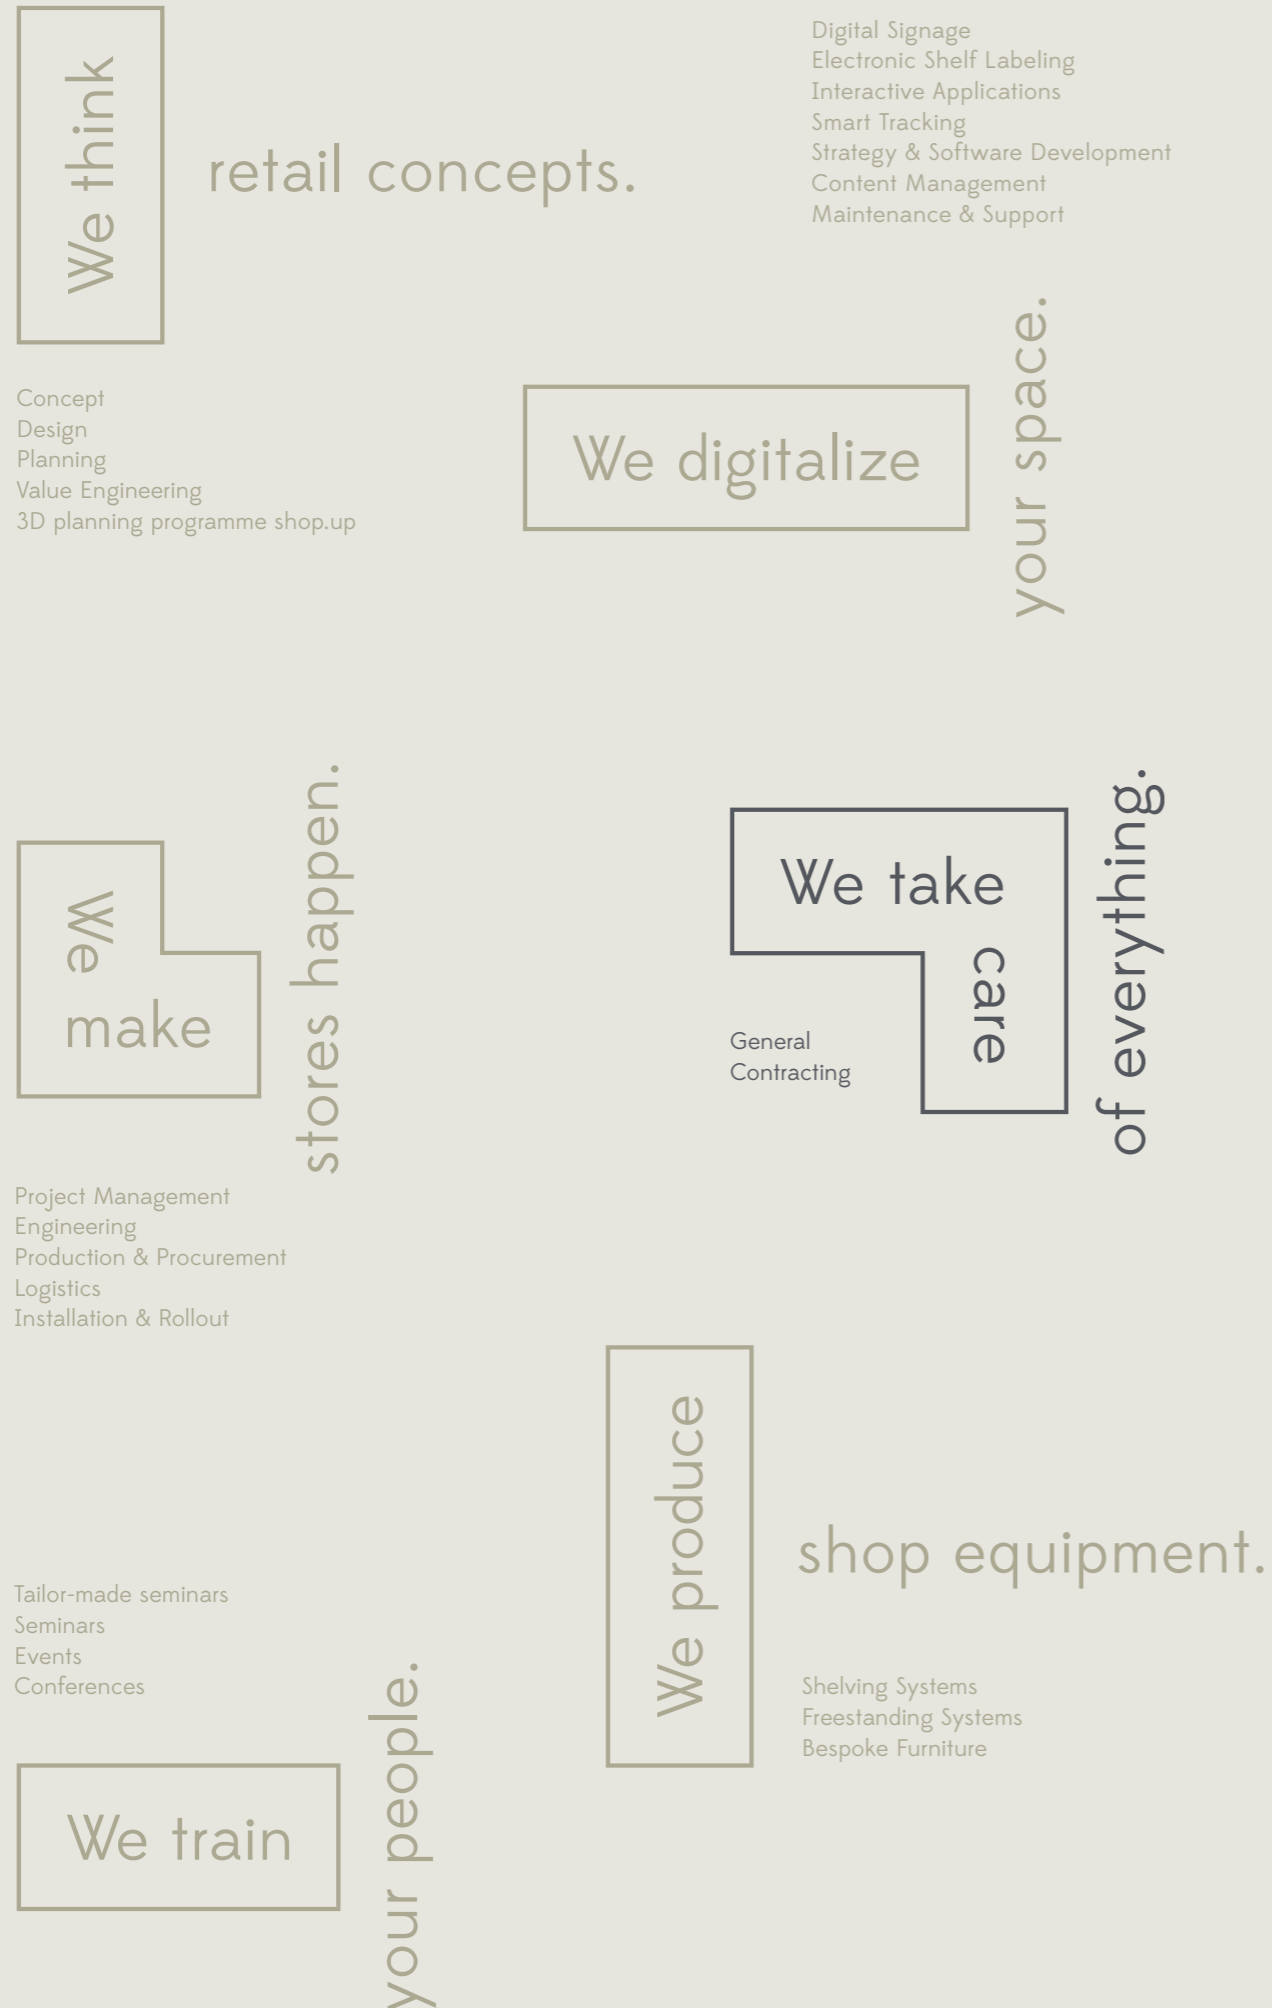 We think
retail concepts.
Concept
Design
Planning
Value Engineering
3D planning programme shop.up
Digital Signage
Electronic Shelf Labeling
Interactive Applications
Smart Tracking
Strategy & Software Development
Content Management
Maintenance & Support
We digitalize
your space.
We
make
stores happen.
Project Management
Engineering
Production & Procurement
Logistics
Installation & Rollout
We take
care
of everything.
General
Contracting
We produce
shop equipment.
Shelving Systems
Freestanding Systems
Bespoke Furniture
Tailor-made seminars
Seminars
Events
Conferences
We train
your people.